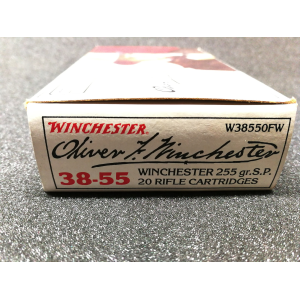 WINCHESTER W38550FW
Oliver F. Winchester
38-55 WINCHESTER 255 gr. S.P.
20 RIFLE CARTRIDGES